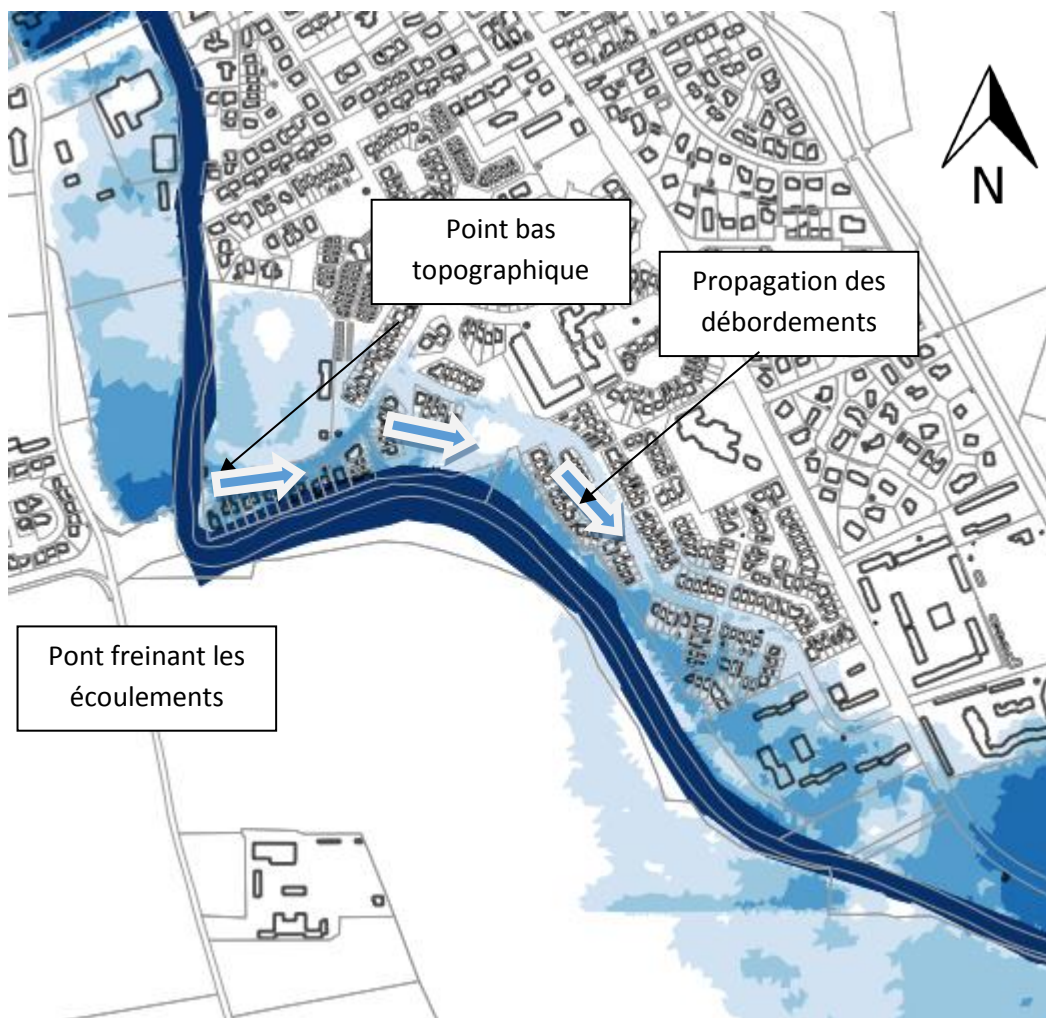 N
Point bas
topographique
Propagation des
débordements
Pont freinant les
écoulements